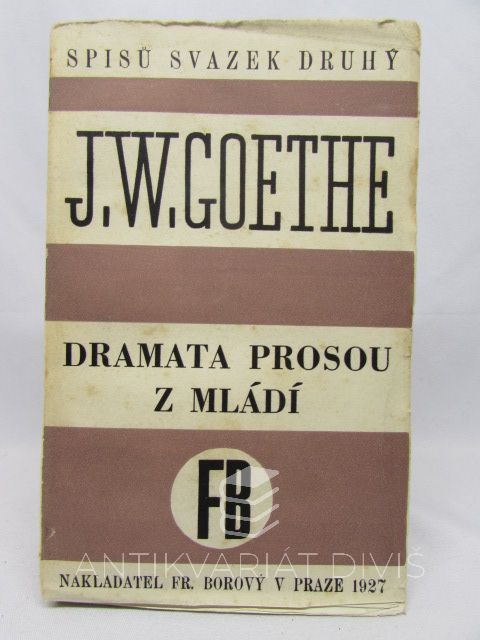 SPISŮ SVAZEK DRUHÝ
J.W.GOETHE
DRAMATA PROSOU
Z MLÁDÍ
FB
ANTIKVARIÁT DIVIŠ
NAKLADATEL FR. BOROVÝ V PRAZE 1927